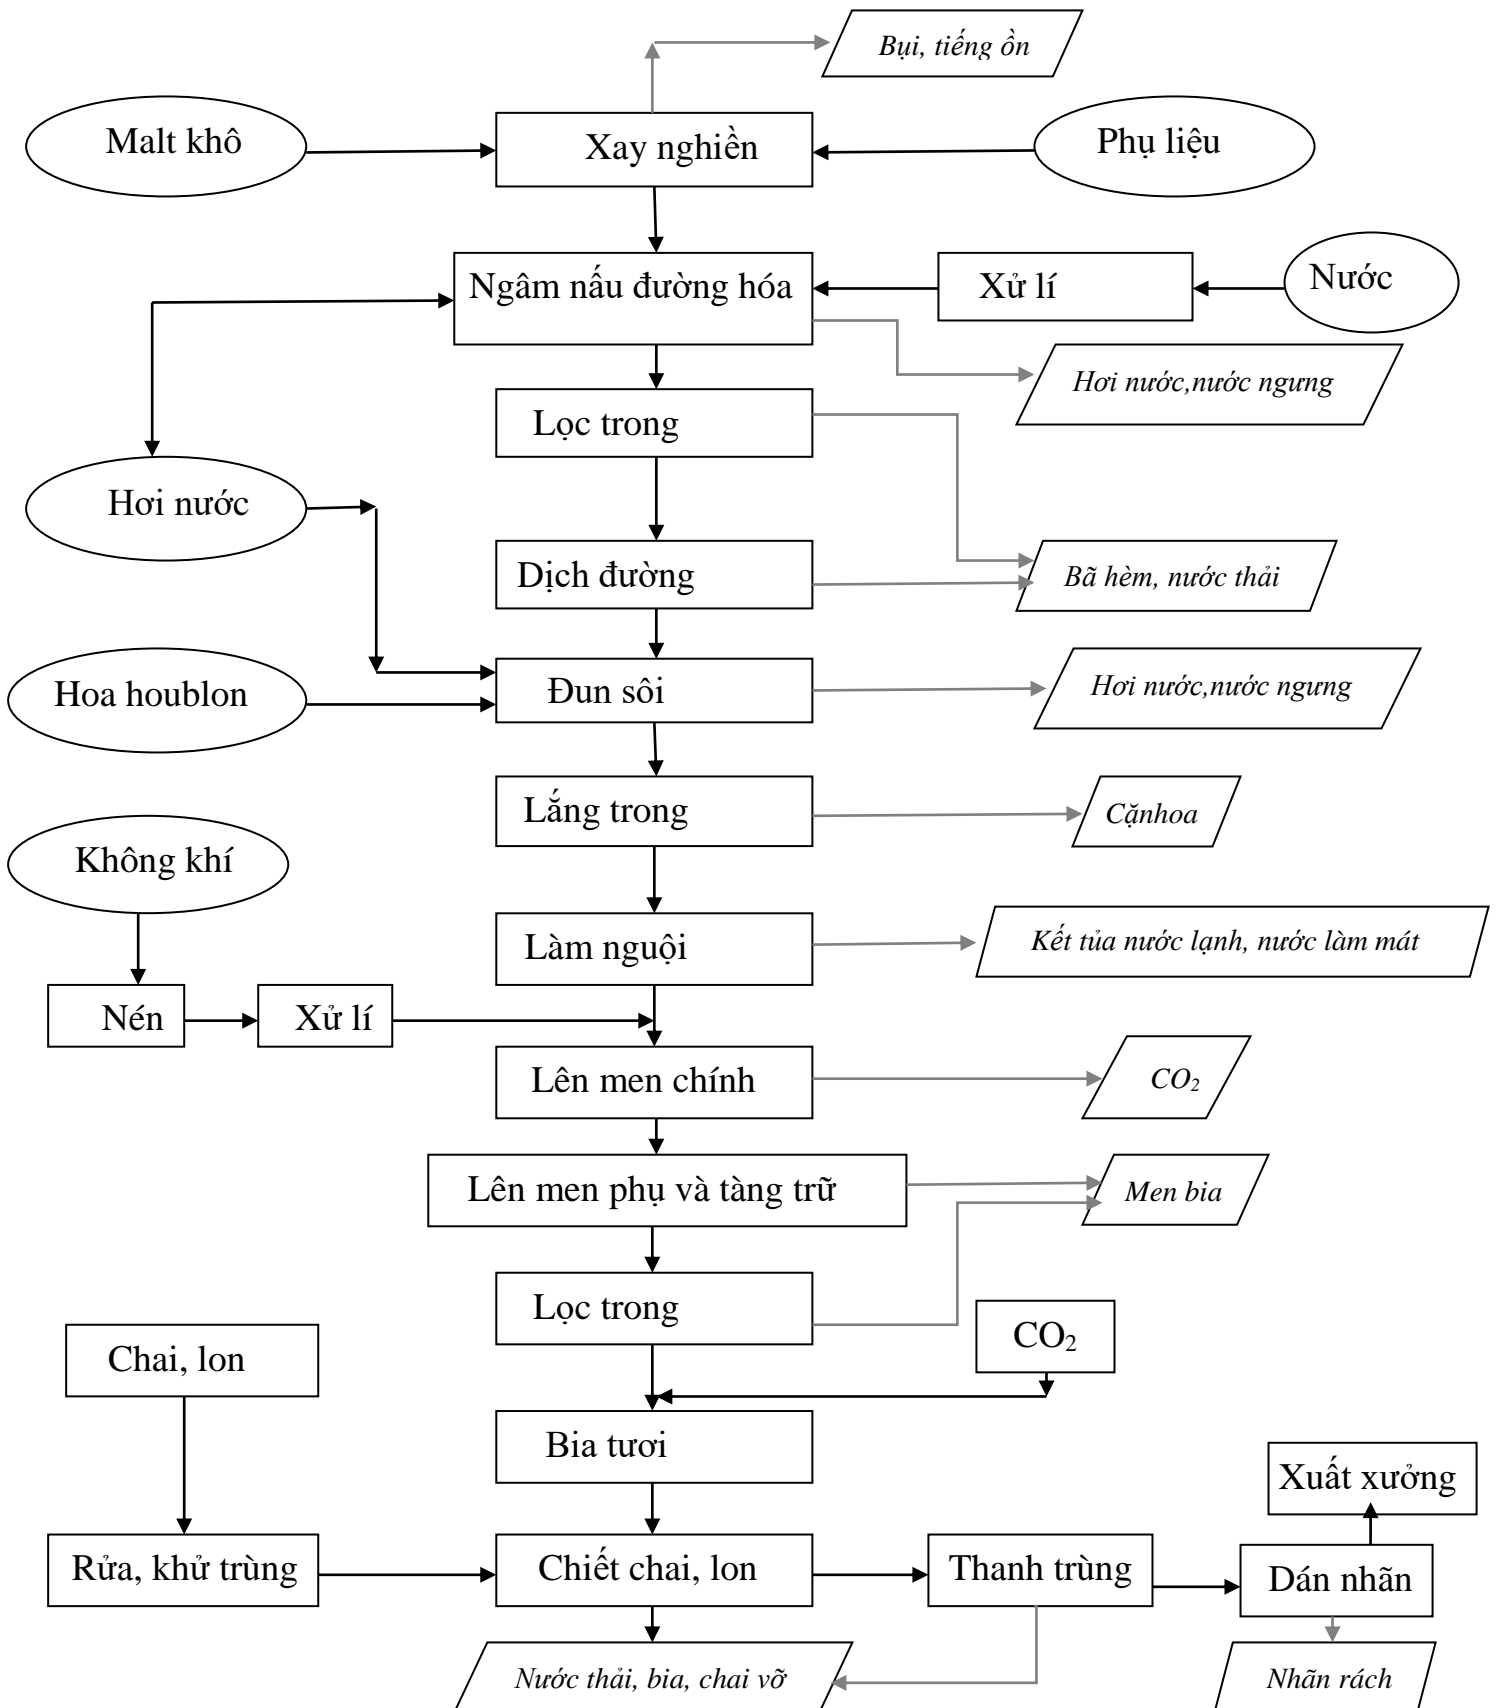 Bụi, tiếng ồn
Malt khô
Xay nghiền
Phụ liệu
Ngâm nấu đường hóa
Xử lí
Nước
Hơi nước,nước ngưng
Lọc trong
Hơi nước
Dịch đường
Bã hèm, nước thải
Hoa houblon
Đun sôi
Hơi nước,nước ngưng
Lắng trong
Cặnhoa
Không khí
Làm nguội
Kết tủa nước lạnh, nước làm mát
Nén
Xử lí
Lên men chính
CO₂
Lên men phụ và tàng trữ
Men bia
Lọc trong
CO₂
Chai, lon
Bia tươi
Xuất xưởng
Rửa, khử trùng
Chiết chai, lon
Thanh trùng
Dán nhãn
Nước thải, bia, chai vỡ
Nhãn rách